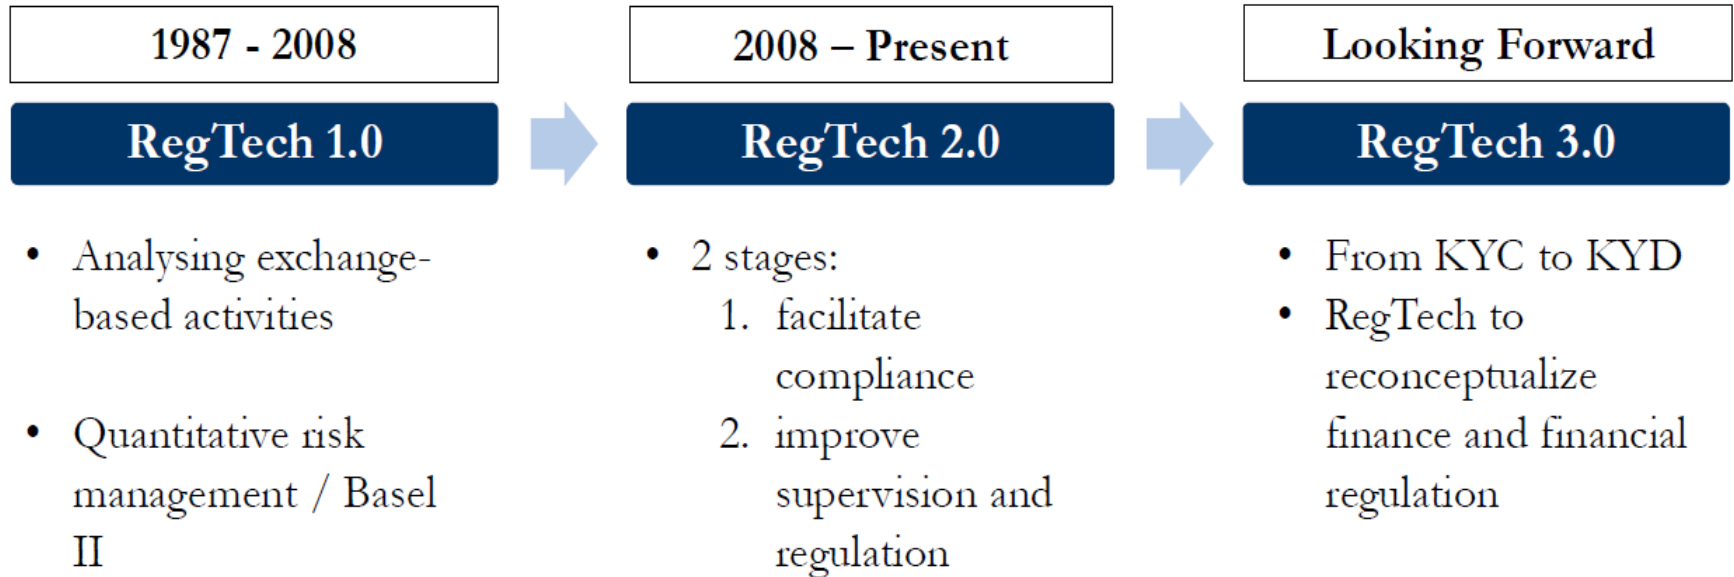 1987 - 2008
RegTech 1.0
• Analysing exchange-
based activities
• Quantitative risk
management / Basel
II
2008 – Present
RegTech 2.0
• 2 stages:
1. facilitate
compliance
2. improve
supervision and
regulation
Looking Forward
RegTech 3.0
• From KYC to KYD
• RegTech to
reconceptualize
finance and financial
regulation